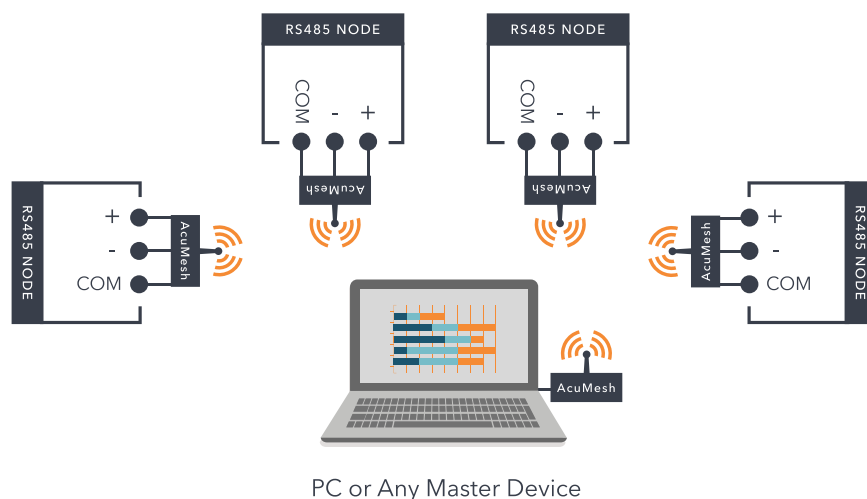 RS485 NODE
COM - +
AcuMesh
RS485 NODE
COM - +
AcuMesh
RS485 NODE
+
-
COM
AcuMesh
AcuMesh
+
-
COM
RS485 NODE
AcuMesh
PC or Any Master Device